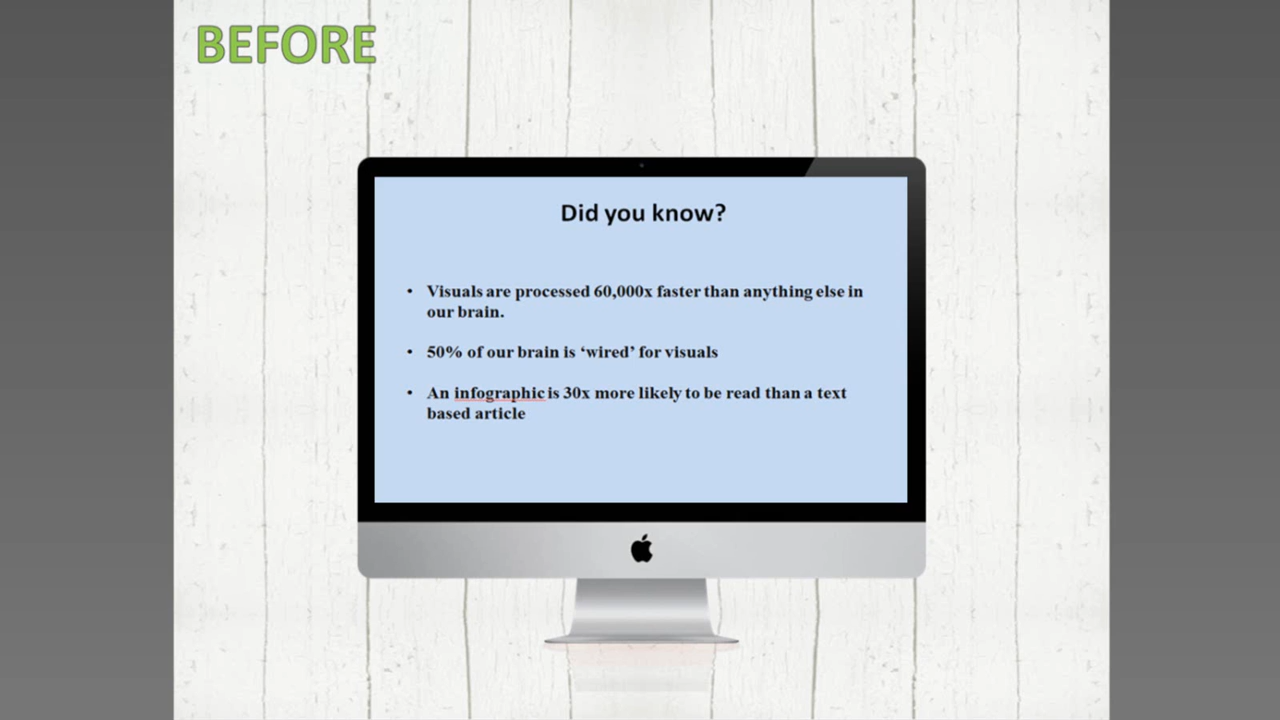 BEFORE
Did you know?
• Visuals are processed 60,000x faster than anything else in
our brain.
• 50% of our brain is ‘wired’ for visuals
• An infographic is 30x more likely to be read than a text
based article